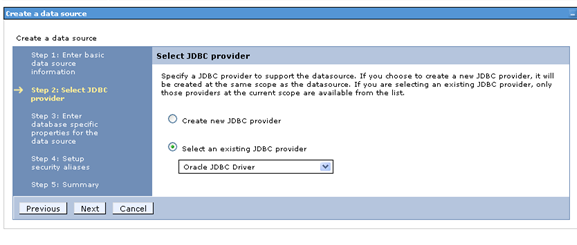 Create a data source
Create a data source
Step 1: Enter basic
data source
information
Step 2: Select JDBC
provider
Step 3: Enter
database specific
properties for the
data source
Step 4: Setup
security aliases
Step 5: Summary
Select JDBC provider
Specify a JDBC provider to support the datasource. If you choose to create a new JDBC provider, it will
be created at the same scope as the datasource. If you are selecting an existing JDBC provider, only
those providers at the current scope are available from the list.
Create new JDBC provider
Select an existing JDBC provider
Oracle JDBC Driver
Previous Next Cancel